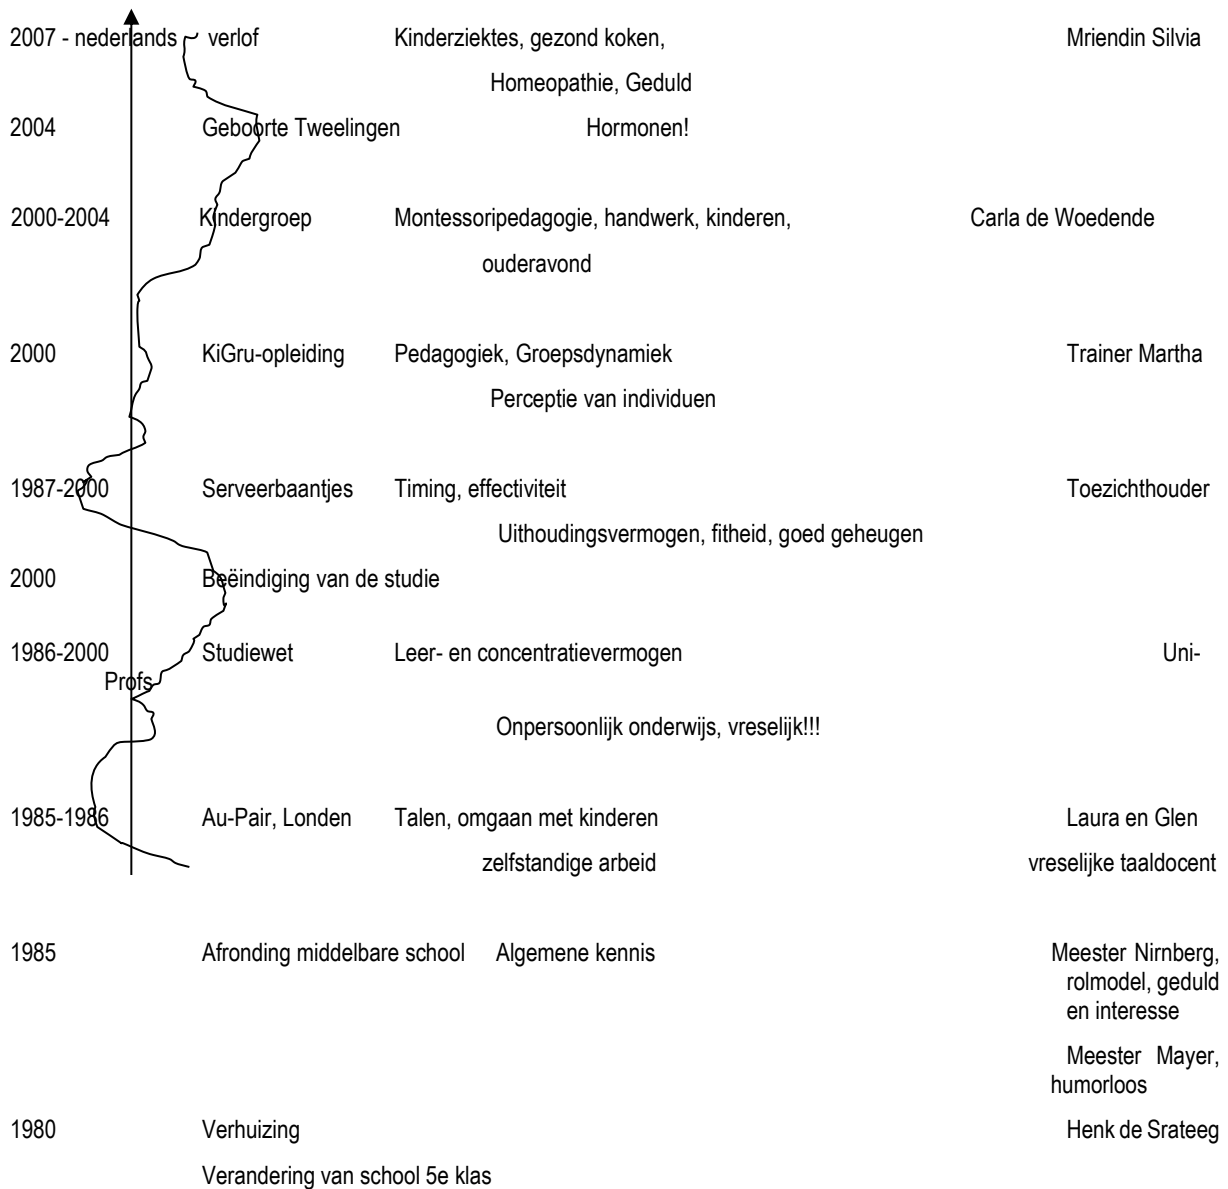 2007 - nederlands verlof Kinderziektes, gezond koken, Mriendin Silvia
Homeopathie, Geduld
2004 Geboorte Tweelingen Hormonen!
2000-2004 Kindergroep Montessoripedagogie, handwerk, kinderen, Carla de Woedende
ouderavond
2000 KiGru-opleiding Pedagogiek, Groepsdynamiek Trainer Martha
Perceptie van individuen
1987-2000 Serveerbaantjes Timing, effectiviteit Toezichthouder
Uithoudingsvermogen, fitheid, goed geheugen
2000 Beëindiging van de studie
1986-2000 Studiewet Leer- en concentratievermogen Uni-
Profs
Onpersoonlijk onderwijs, vreselijk!!!
1985-1986 Au-Pair, Londen Talen, omgaan met kinderen Laura en Glen
zelfstandige arbeid vreselijke taaldocent
1985 Afronding middelbare school Algemene kennis Meester Nirnberg,
rolmodel, geduld
en interesse
Meester Mayer,
humorloos
1980 Verhuizing Henk de Srateeg
Verandering van school 5e klas